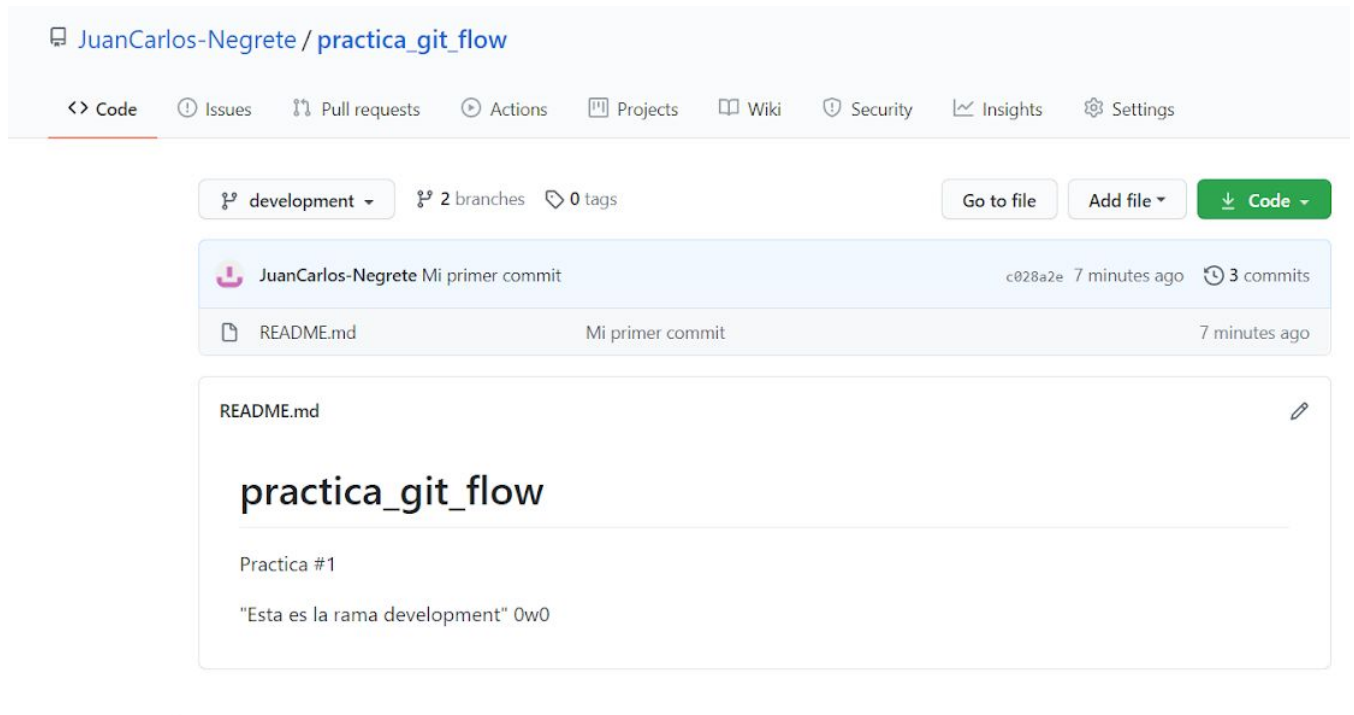 JuanCarlos-Negrete / practica_git_flow
<> Code Issues Pull requests Actions Projects Wiki Security Insights Settings
development 2 branches 0 tags Go to file Add file Code
JuanCarlos-Negrete Mi primer commit c028a2e 7 minutes ago 3 commits
README.md Mi primer commit 7 minutes ago
README.md
practica_git_flow
Practica #1
"Esta es la rama development" 0w0